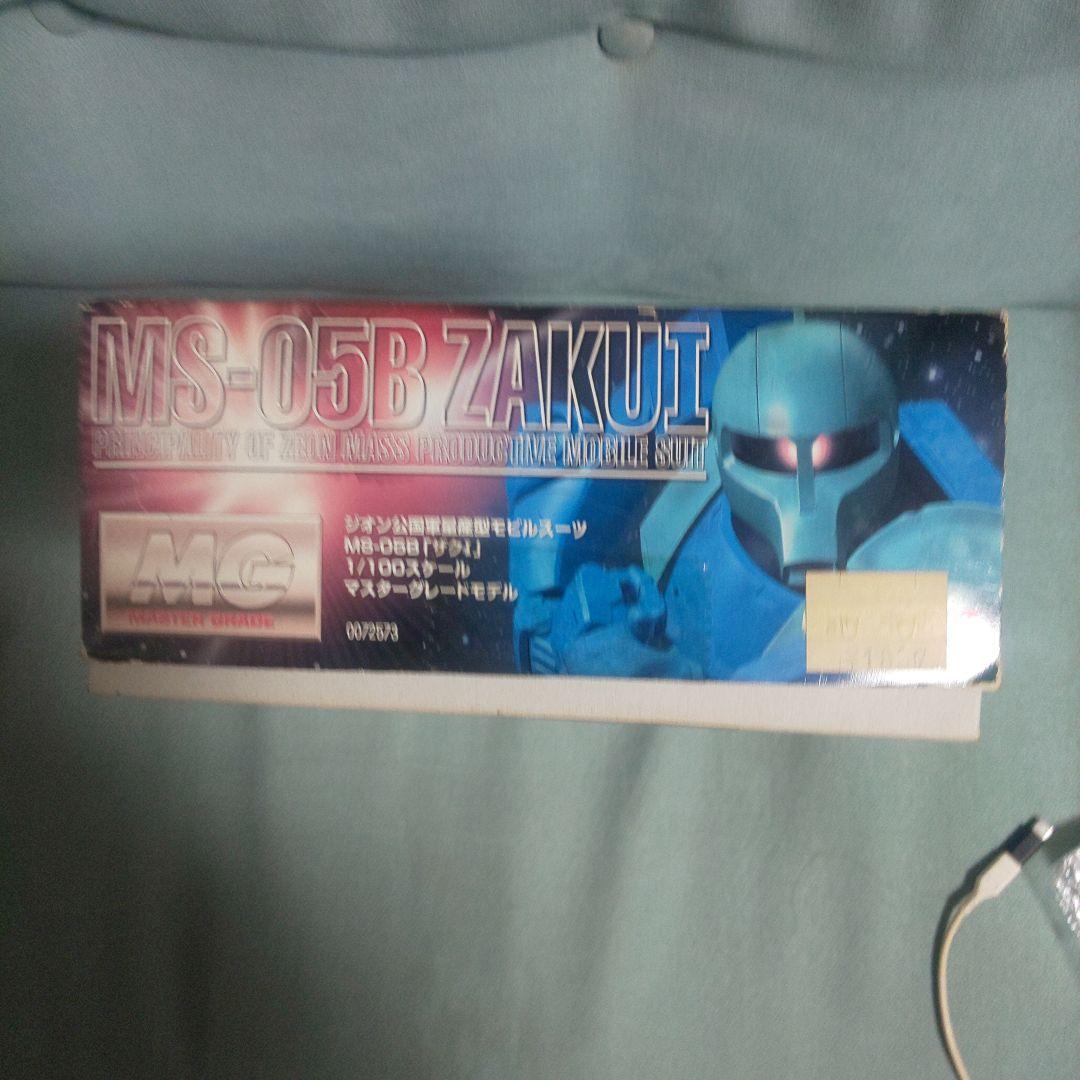 MS-05B ZAKU I
PRINCIPALITY OF ZEON MASS PRODUCTIVE MOBILE SUIT
MG
MASTER GRADE
ジオン公国軍量産型モビルスーツ
MS-05B「ザクI」
1/100スケール
マスターグレードモデル
0072573